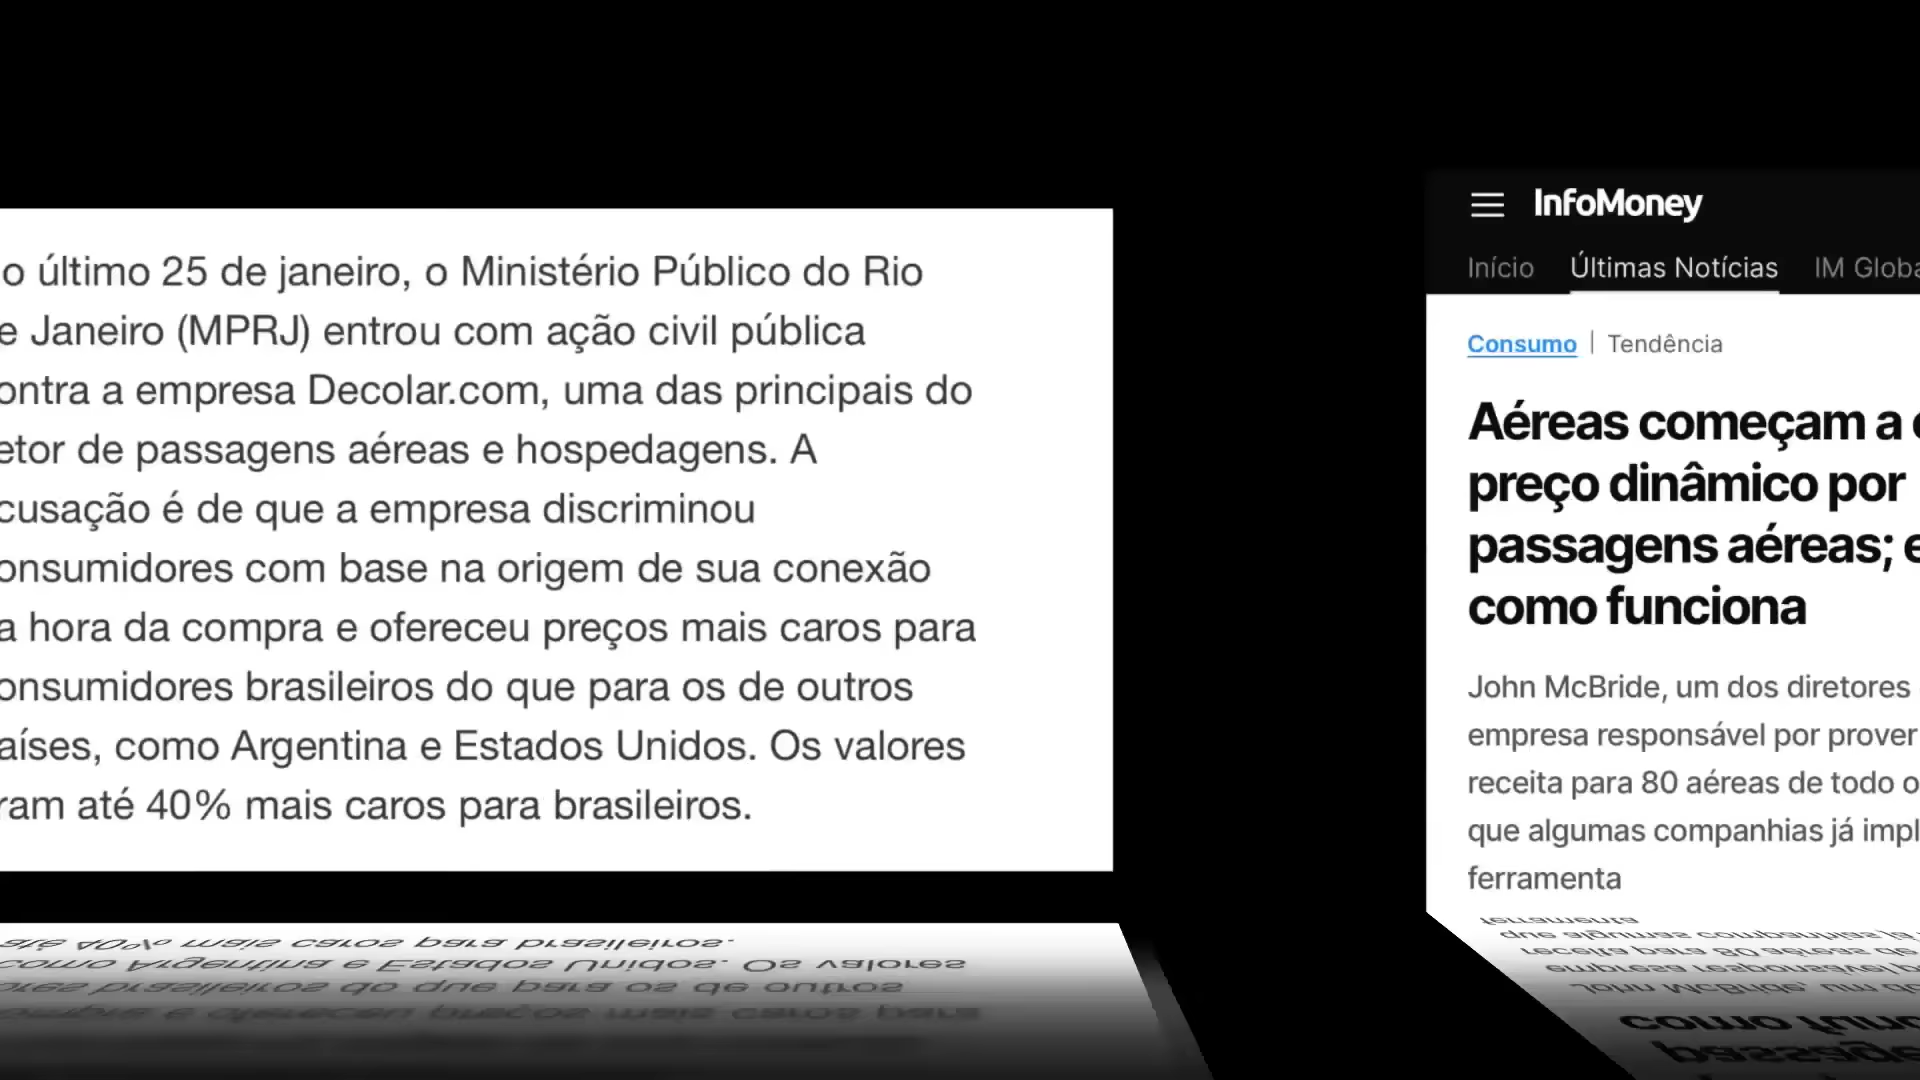 o último 25 de janeiro, o Ministério Público do Rio
e Janeiro (MPRJ) entrou com ação civil pública
ontra a empresa Decolar.com, uma das principais do
etor de passagens aéreas e hospedagens. A
cusação é de que a empresa discriminou
onsumidores com base na origem de sua conexão
a hora da compra e ofereceu preços mais caros para
onsumidores brasileiros do que para os de outros
aíses, como Argentina e Estados Unidos. Os valores
ram até 40% mais caros para brasileiros.
InfoMoney
Início Últimas Notícias IM Globa
Consumo | Tendência
Aéreas começam a
preço dinâmico por
passagens aéreas; e
como funciona
John McBride, um dos diretores
empresa responsável por prover
receita para 80 aéreas de todo o
que algumas companhias já impl
ferramenta